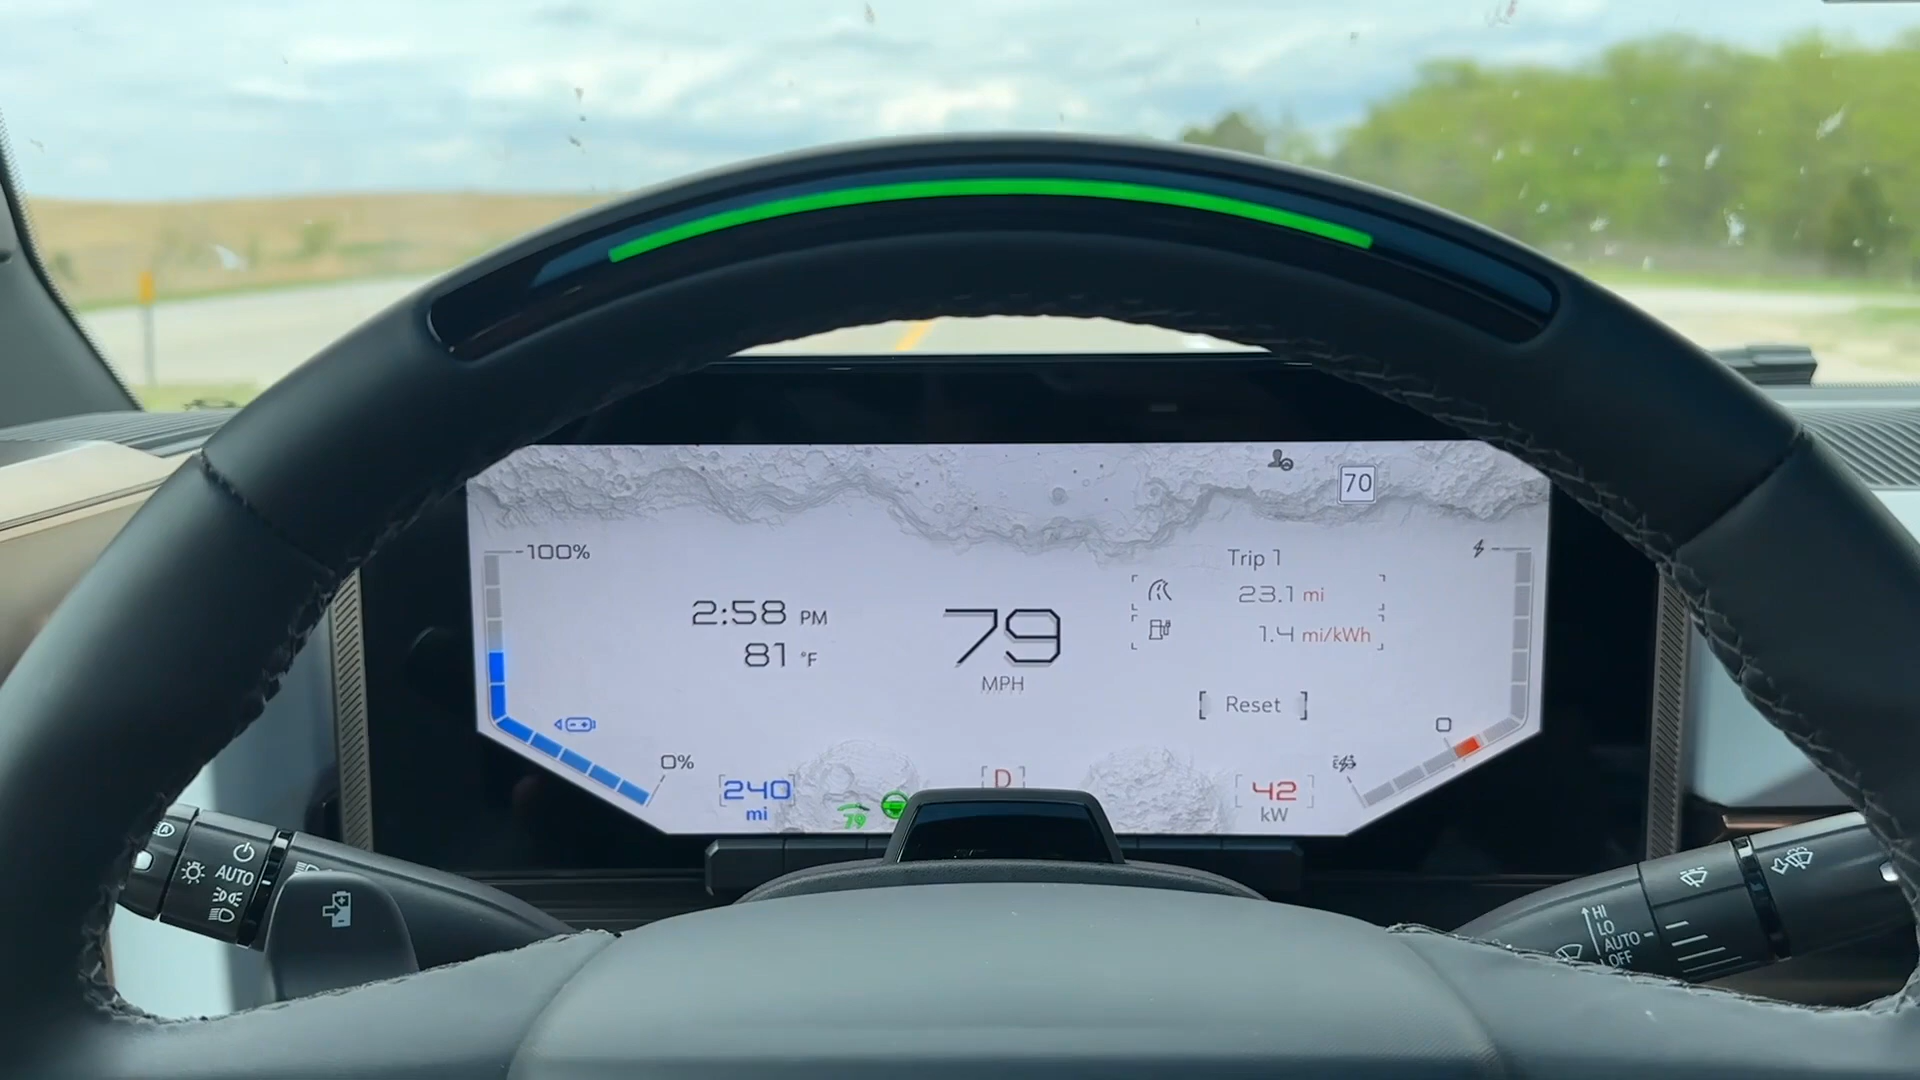 70
-100%
Trip 1
23.1 mi
2:58 PM
79
1.4 mi/kWh
81 °F
MPH
Reset
0
0%
240
mi
79
D
42
kW
AUTO
HI
LO
AUTO
OFF